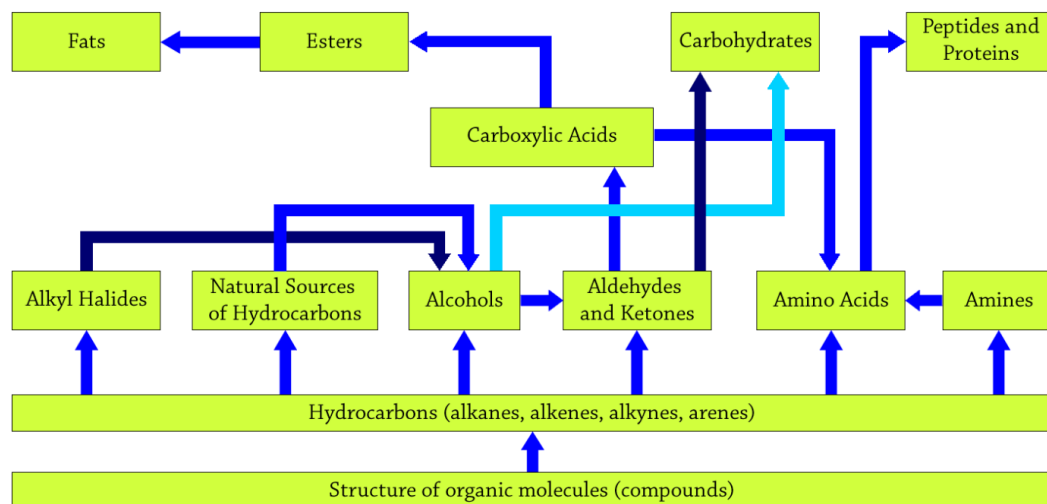 Fats
Esters
Carbohydrates
Peptides and
Proteins
Carboxylic Acids
Alkyl Halides
Natural Sources
of Hydrocarbons
Alcohols
Aldehydes
and Ketones
Amino Acids
Amines
Hydrocarbons (alkanes, alkenes, alkynes, arenes)
Structure of organic molecules (compounds)